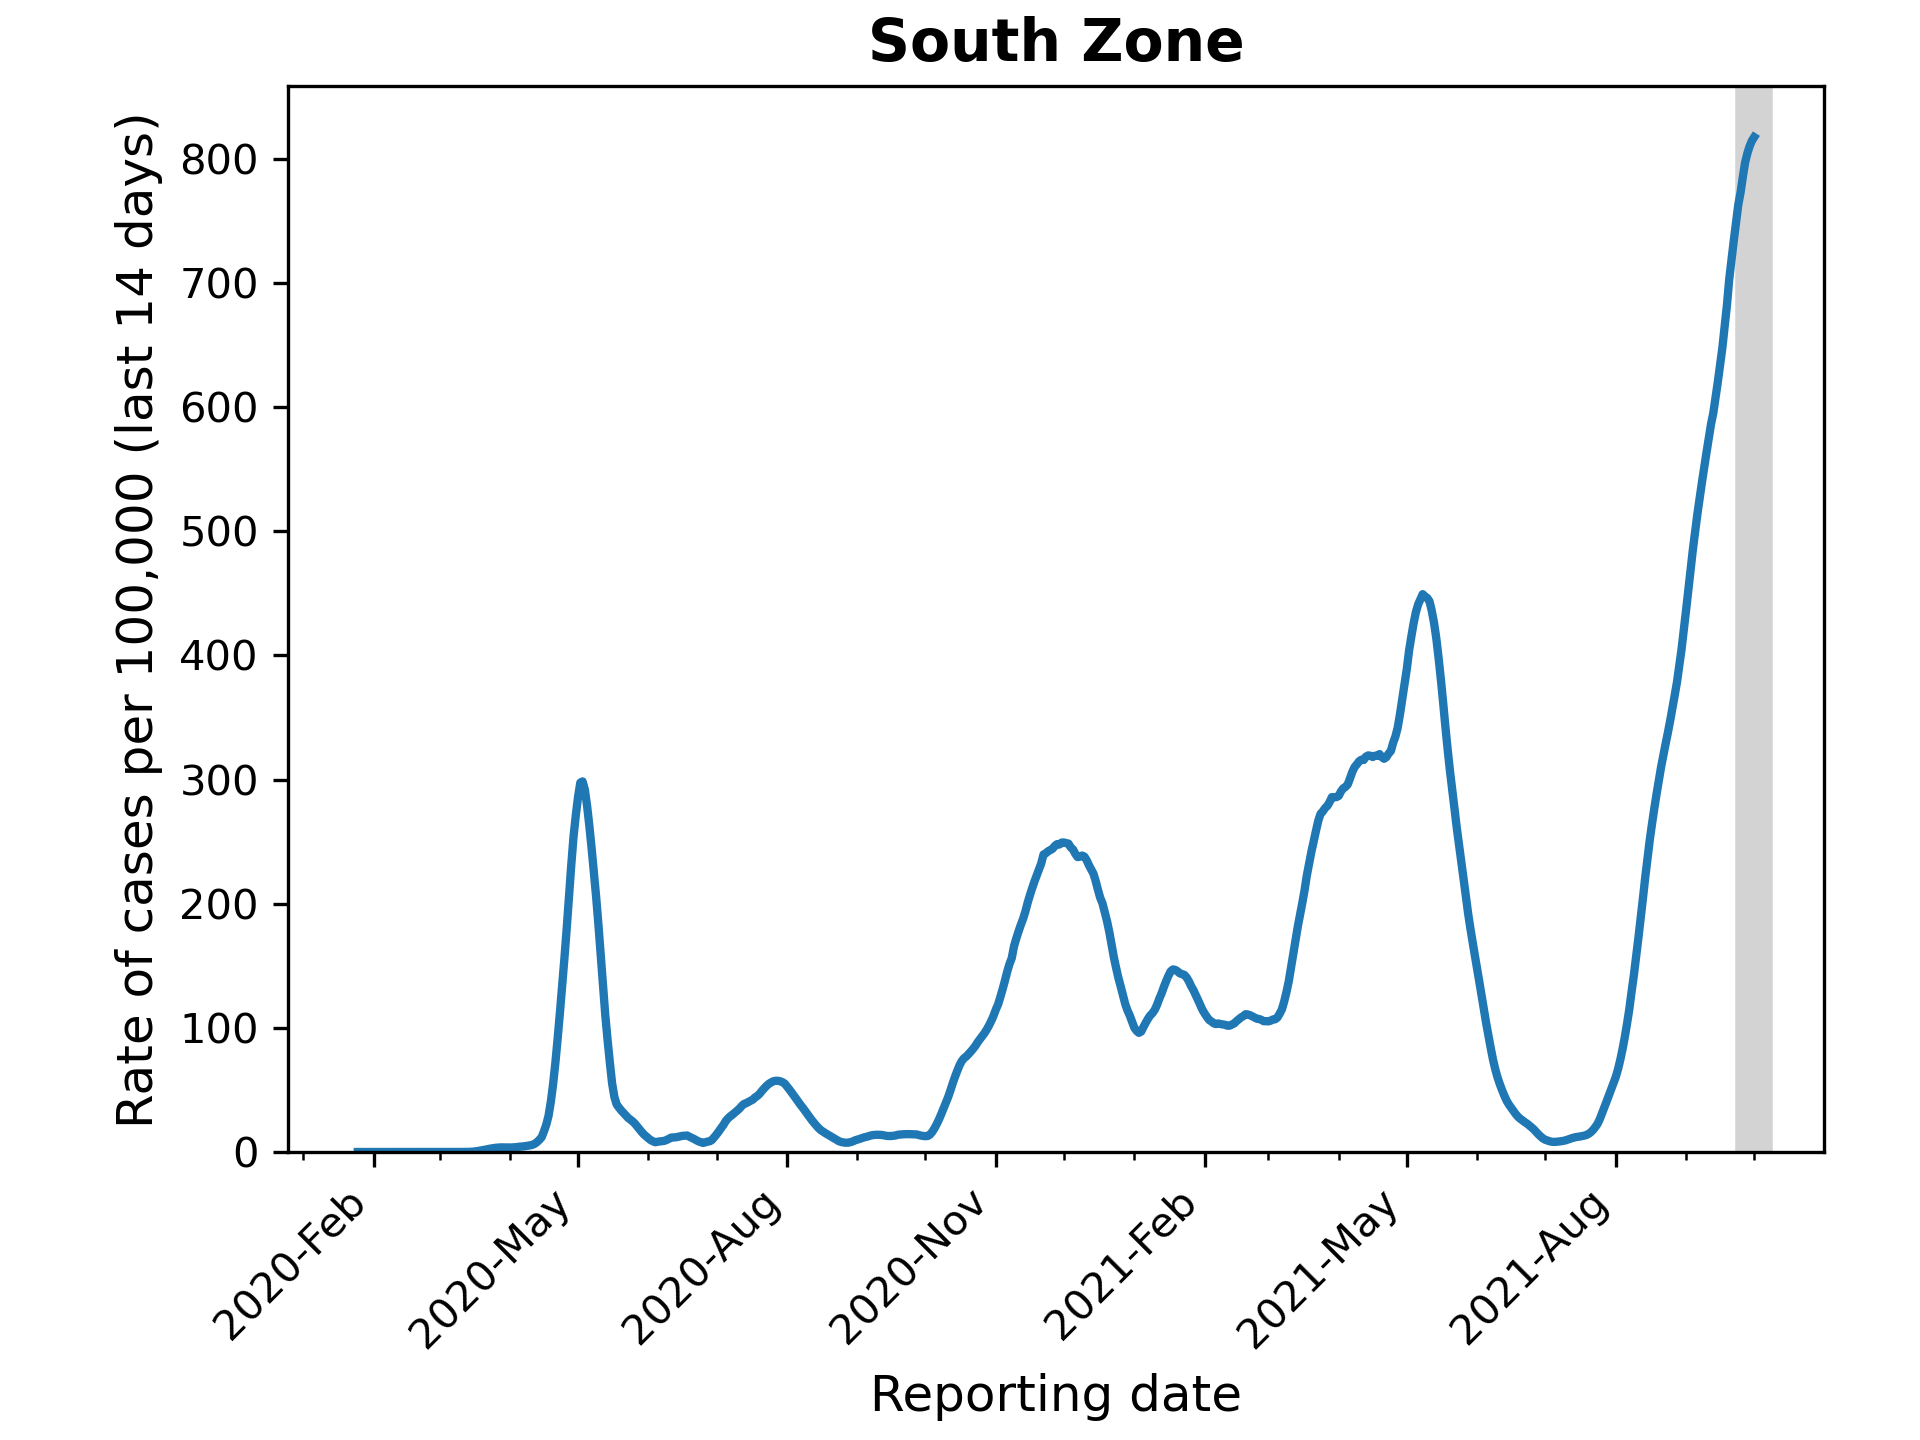 South Zone
Rate of cases per 100,000 (last 14 days)
800
700
600
500
400
300
200
100
0
2020-Feb
2020-May
2020-Aug
2020-Nov
2021-Feb
2021-May
2021-Aug
Reporting date